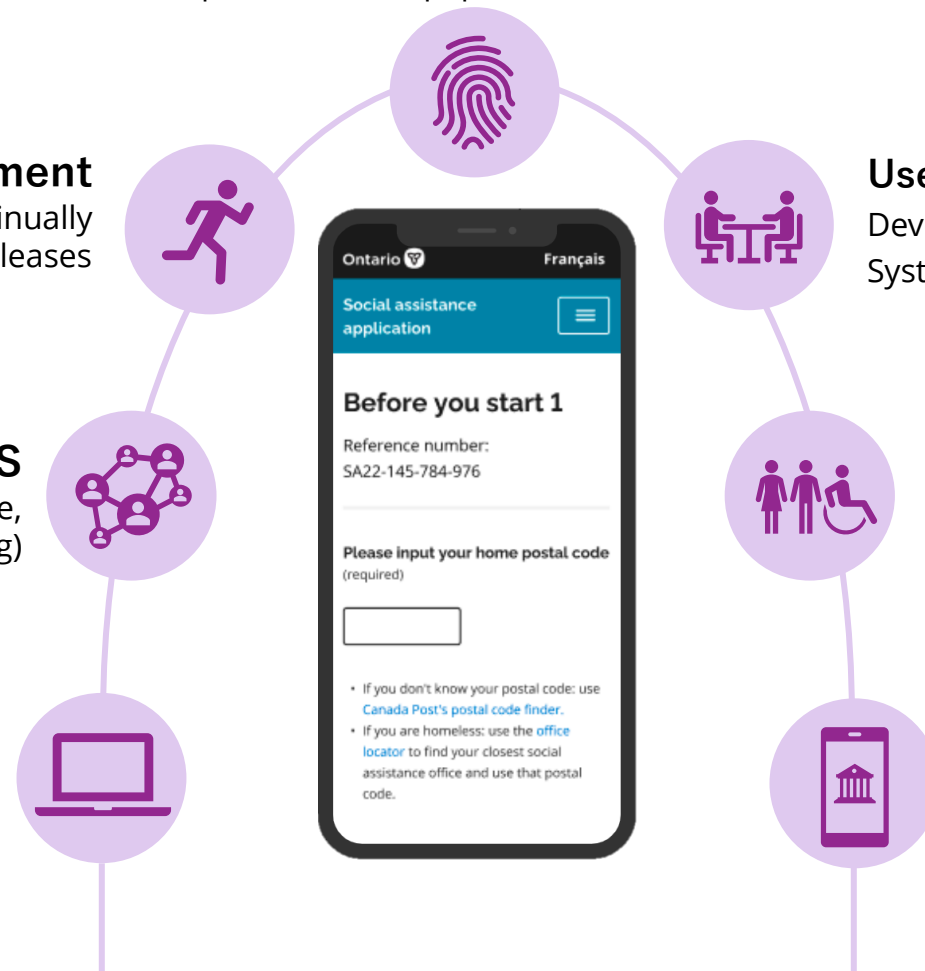 ment
inually
leases
Use
Dev
Syst
S
e,
g)
Ontario
Français
Social assistance
application
Before you start 1
Reference number:
SA22-145-784-976
Please input your home postal code
(required)
• If you don't know your postal code: use
Canada Post's postal code finder.
• If you are homeless: use the office
locator to find your closest social
assistance office and use that postal
code.